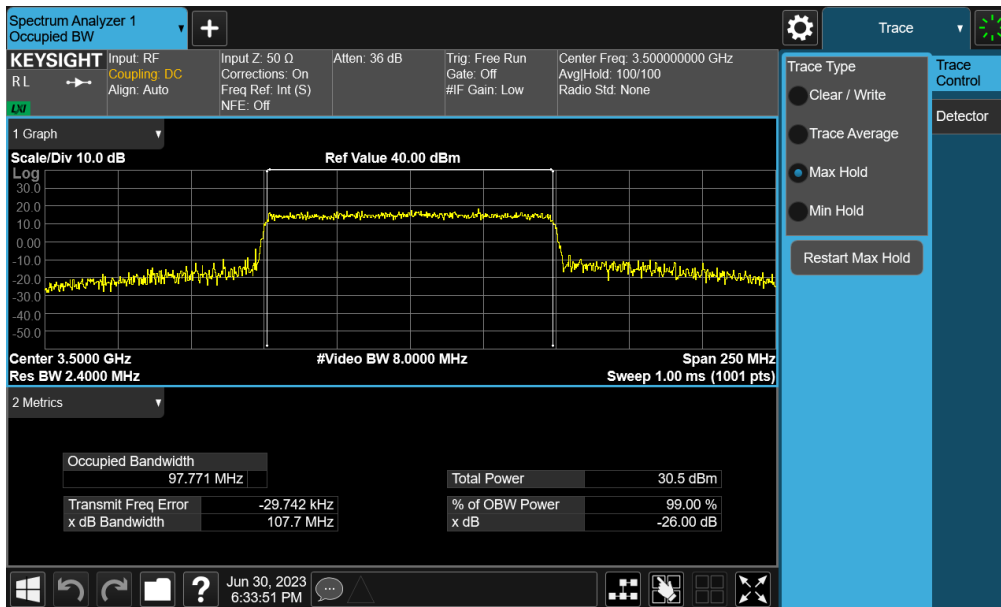 Spectrum Analyzer 1
Occupied BW
Trace
KEYSIGHT
R L
LXI
Input: RF
Coupling: DC
Align: Auto
Input Z: 50 Ω
Corrections: On
Freq Ref: Int (S)
NFE: Off
Atten: 36 dB
Trig: Free Run
Gate: Off
#IF Gain: Low
Center Freq: 3.500000000 GHz
Avg|Hold: 100/100
Radio Std: None
1 Graph
Scale/Div 10.0 dB
Ref Value 40.00 dBm
Log
30.0
20.0
10.0
0.00
-10.0
-20.0
-30.0
-40.0
-50.0
Center 3.5000 GHz
#Video BW 8.0000 MHz
Span 250 MHz
Res BW 2.4000 MHz
Sweep 1.00 ms (1001 pts)
2 Metrics
Occupied Bandwidth
97.771 MHz
Total Power 30.5 dBm
Transmit Freq Error -29.742 kHz
% of OBW Power 99.00 %
x dB Bandwidth 107.7 MHz
x dB -26.00 dB
Trace Type
Clear / Write
Trace Average
Max Hold
Min Hold
Restart Max Hold
Trace
Control
Detector
?
Jun 30, 2023
6:33:51 PM